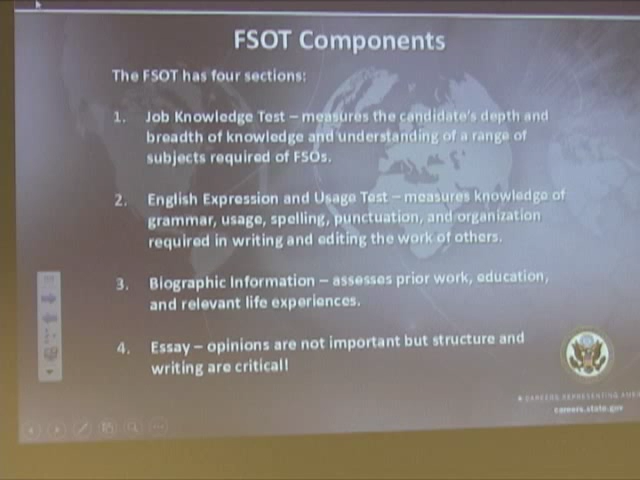 FSOT Components
The FSOT has four sections:
1. Job Knowledge Test – measures the candidate's depth and
breadth of knowledge and understanding of a range of
subjects required of FSOs.
2. English Expression and Usage Test – measures knowledge of
grammar, usage, spelling, punctuation, and organization
required in writing and editing the work of others.
3. Biographic Information – assesses prior work, education,
and relevant life experiences.
4. Essay – opinions are not important but structure and
writing are critical!
CAREERS REPRESENTING AMER
careers.state.gov